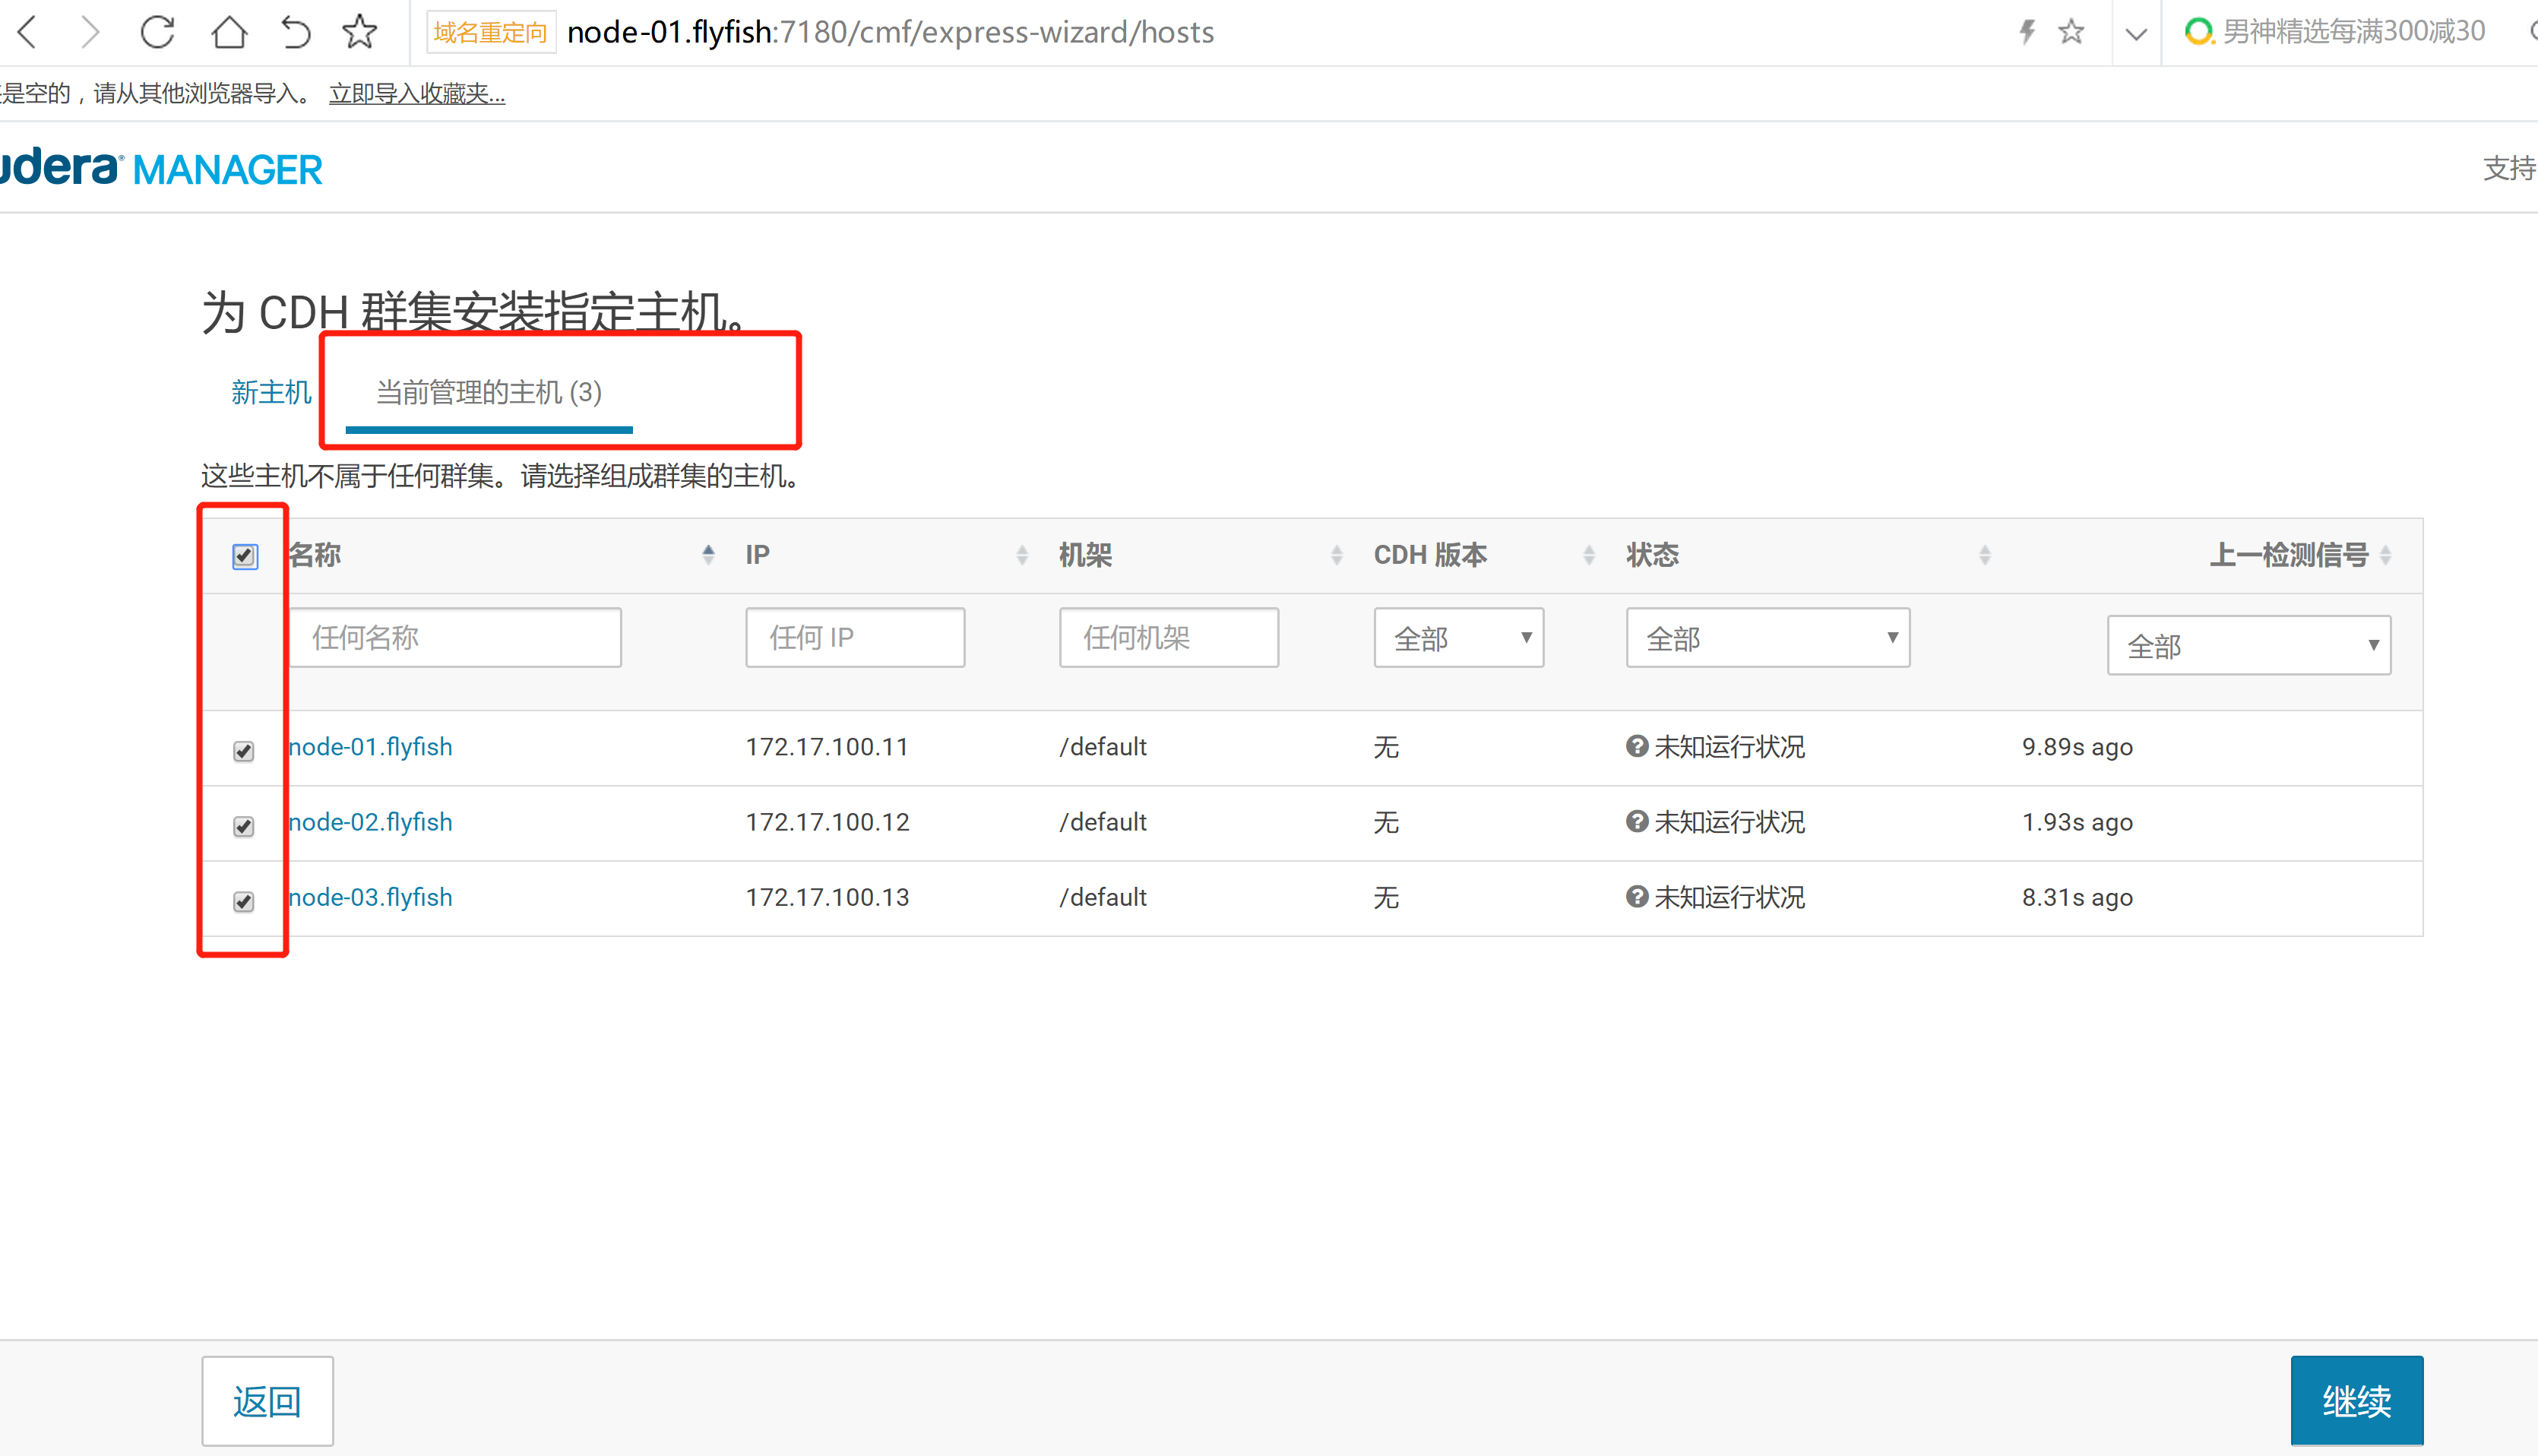 域名重定向 node-01.flyfish:7180/cmf/express-wizard/hosts 男神精选每满300减30
是空的，请从其他浏览器导入。 立即导入收藏夹...
udera MANAGER 支持
为 CDH 群集安装指定主机。
新主机 当前管理的主机 (3)
这些主机不属于任何群集。请选择组成群集的主机。
名称 IP 机架 CDH 版本 状态 上一检测信号
任何名称 任何 IP 任何机架 全部 全部 全部
node-01.flyfish 172.17.100.11 /default 无 未知运行状况 9.89s ago
node-02.flyfish 172.17.100.12 /default 无 未知运行状况 1.93s ago
node-03.flyfish 172.17.100.13 /default 无 未知运行状况 8.31s ago
返回 继续